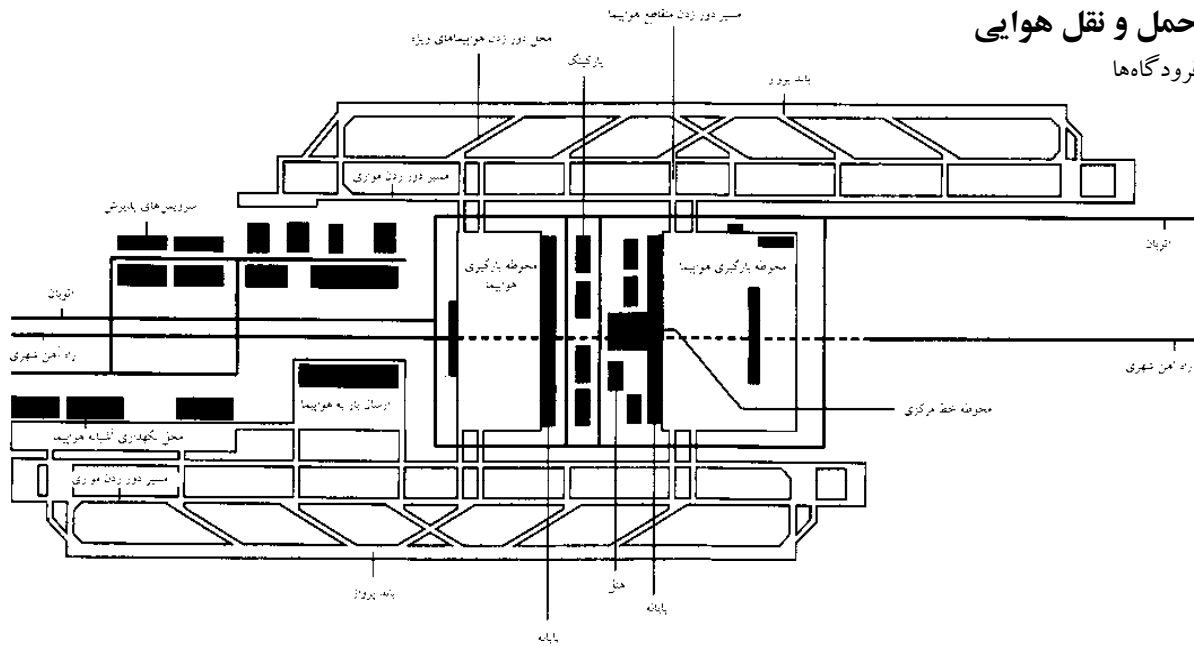 حمل و نقل هوایی
فرودگاه‌ها
مسیر دور زدن متقاطع هواپیما
محل دور زدن هواپیماهای ویژه
پارکینگ
باند پرواز
مسیر دور زدن موازی
سرویس‌های پذیرش
اتوبان
محوطه بارگیری هواپیما
محوطه بارگیری
هواپیما
اتوبان
راه آهن شهری
راه آهن شهری
ارسال بار به هواپیما
محوطه خط مرکزی
محل نگهداری آشیانه هواپیما
مسیر دور زدن موازی
باند پرواز
هتل
پایانه
پایانه